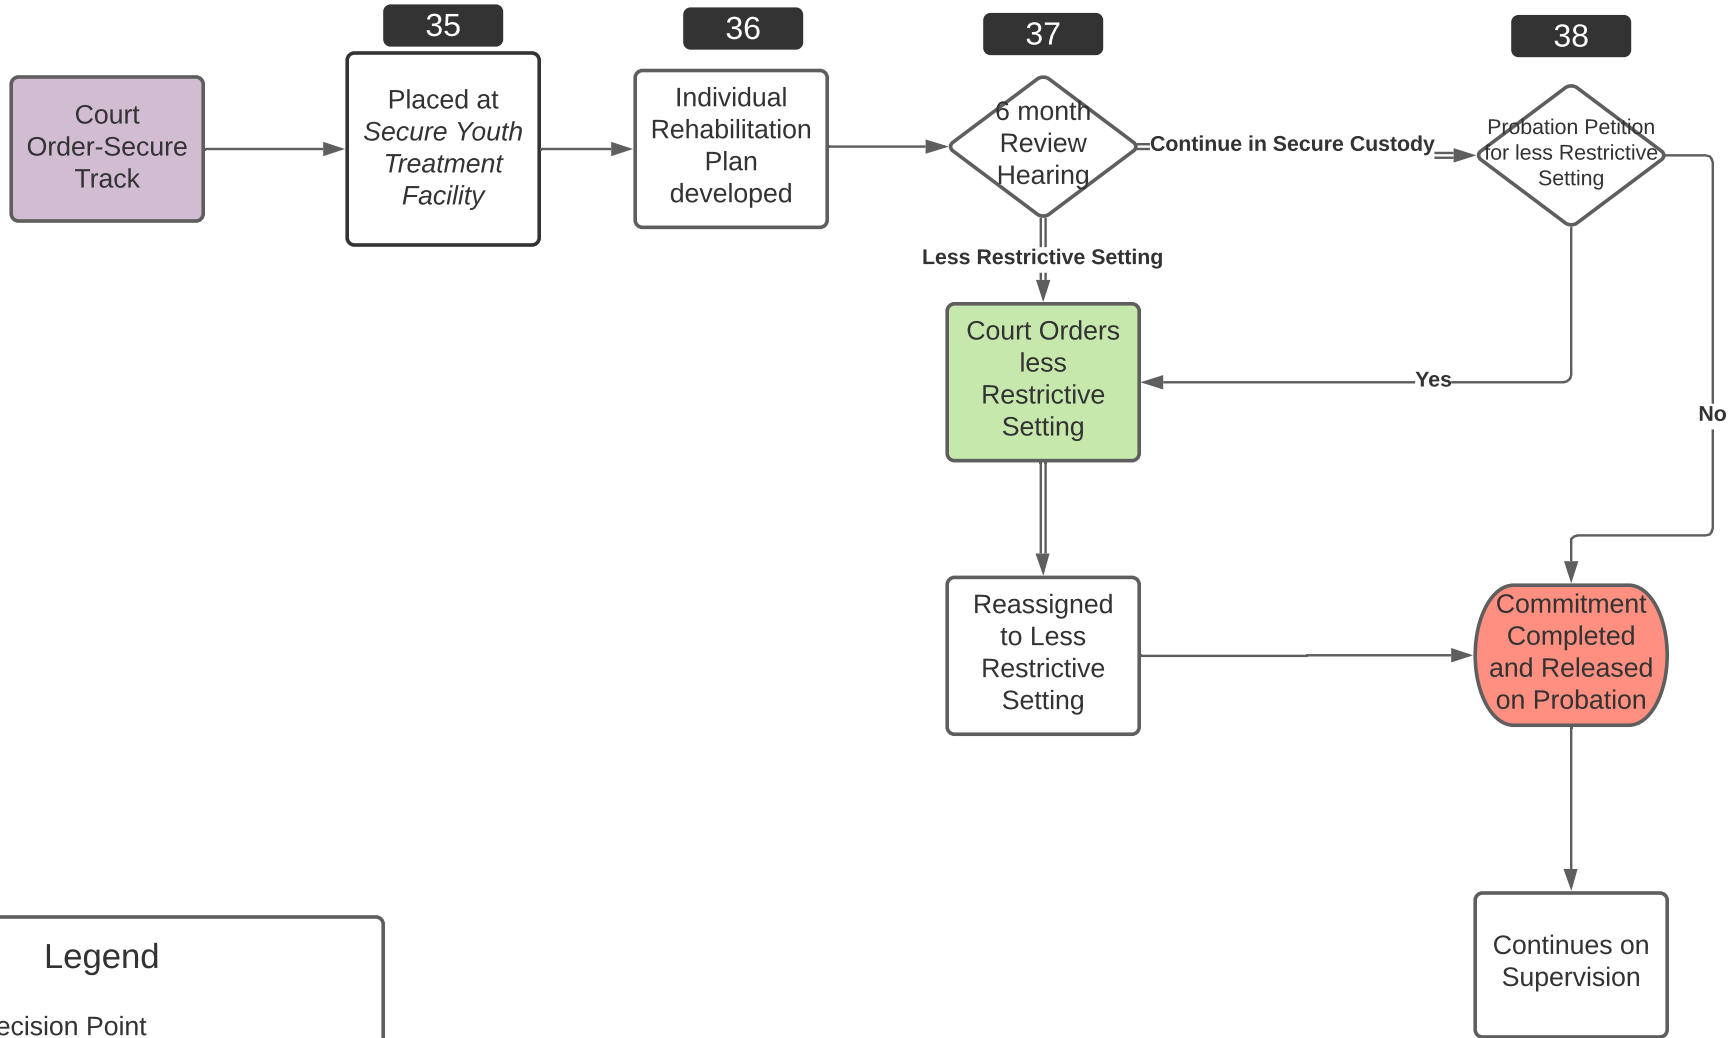 35
36
37
38
Court
Order-Secure
Track
Placed at
Secure Youth
Treatment
Facility
Individual
Rehabilitation
Plan
developed
6 month
Review
Hearing
Continue in Secure Custody
Probation Petition
for less Restrictive
Setting
Less Restrictive Setting
Court Orders
less
Restrictive
Setting
Yes
No
Reassigned
to Less
Restrictive
Setting
Commitment
Completed
and Released
on Probation
Continues on
Supervision
Legend
ecision Point